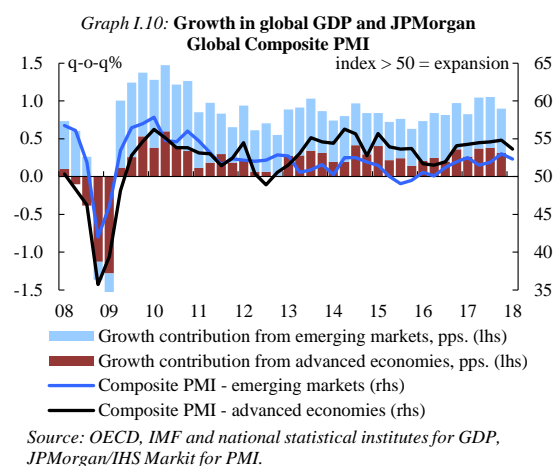 Graph I.10: Growth in global GDP and JPMorgan
Global Composite PMI
q-o-q%
index > 50 = expansion
1.5
1.0
0.5
0.0
-0.5
-1.0
-1.5
65
60
55
50
45
40
35
08 09 10 11 12 13 14 15 16 17 18
Growth contribution from emerging markets, pps. (lhs)
Growth contribution from advanced economies, pps. (lhs)
Composite PMI - emerging markets (rhs)
Composite PMI - advanced economies (rhs)
Source: OECD, IMF and national statistical institutes for GDP,
JPMorgan/IHS Markit for PMI.